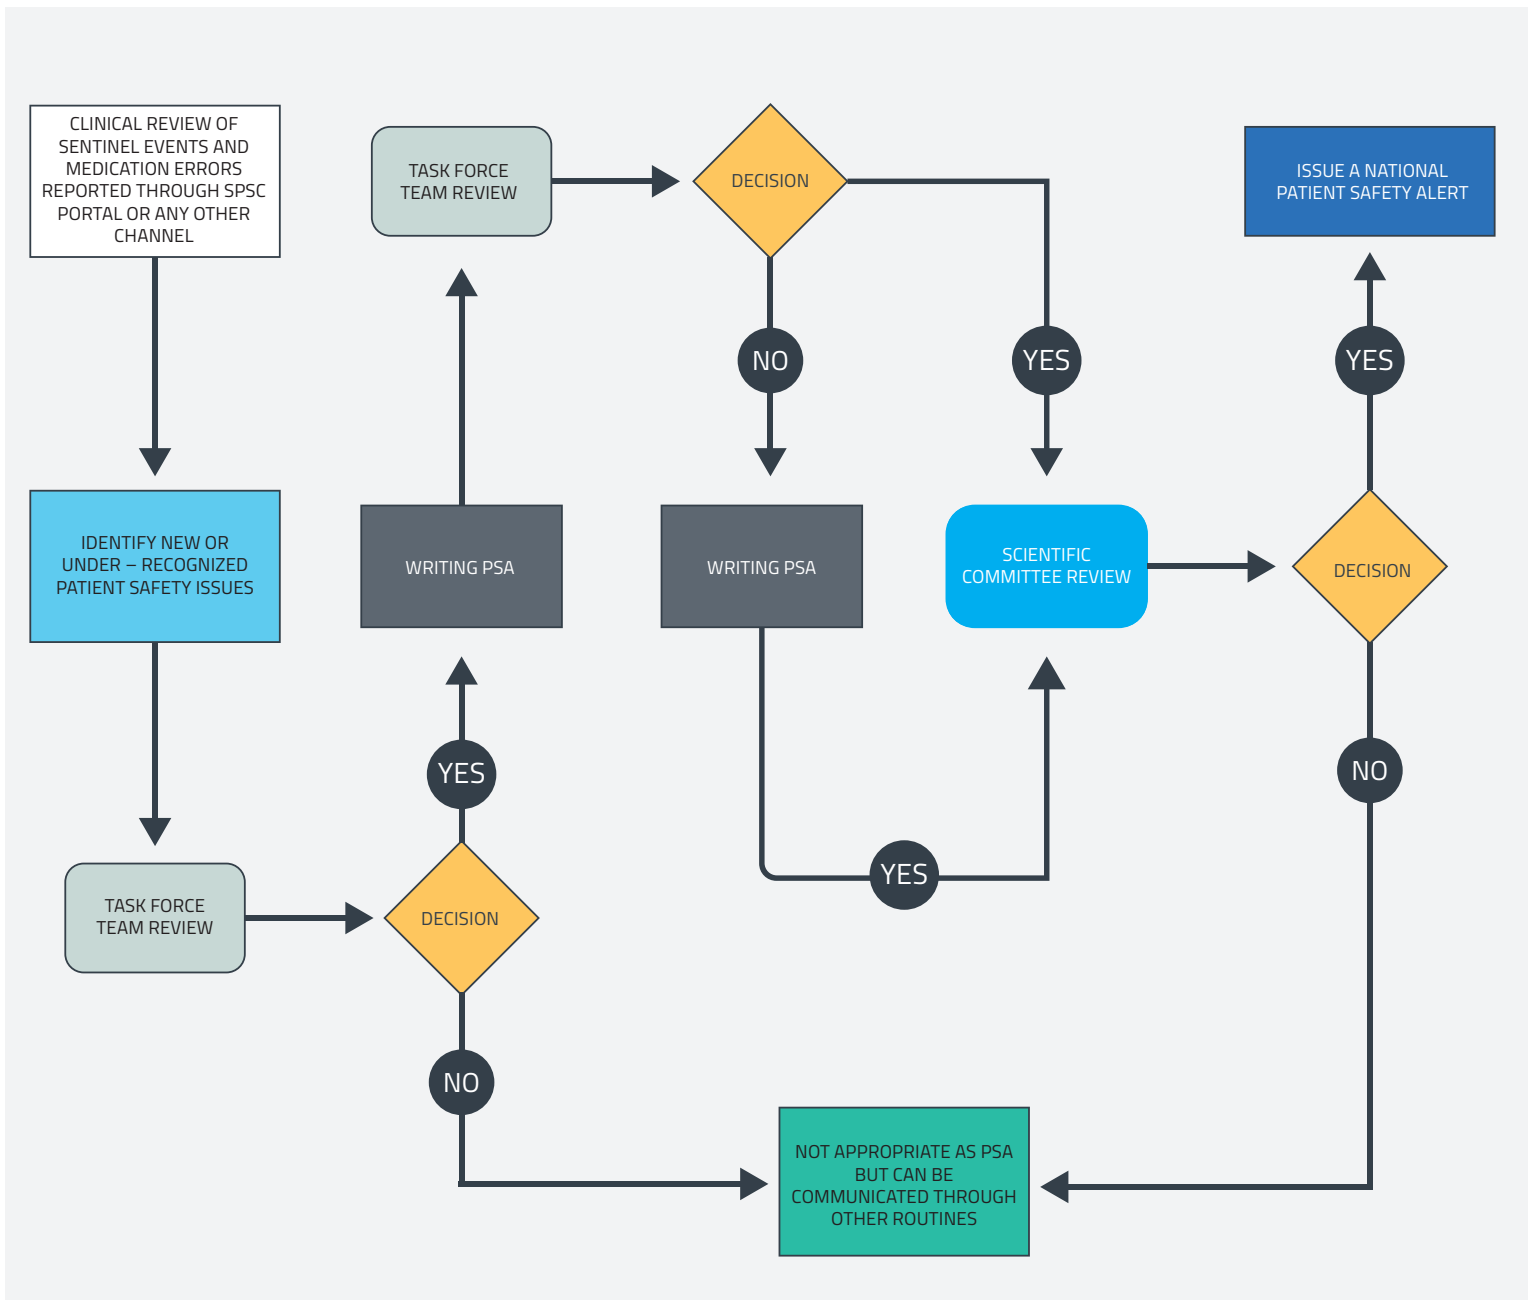 CLINICAL REVIEW OF
SENTINEL EVENTS AND
MEDICATION ERRORS
REPORTED THROUGH SPSC
PORTAL OR ANY OTHER
CHANNEL
TASK FORCE
TEAM REVIEW
DECISION
ISSUE A NATIONAL
PATIENT SAFETY ALERT
NO
YES
YES
IDENTIFY NEW OR
UNDER – RECOGNIZED
PATIENT SAFETY ISSUES
WRITING PSA
WRITING PSA
SCIENTIFIC
COMMITTEE REVIEW
DECISION
YES
NO
YES
TASK FORCE
TEAM REVIEW
DECISION
NO
NOT APPROPRIATE AS PSA
BUT CAN BE
COMMUNICATED THROUGH
OTHER ROUTINES